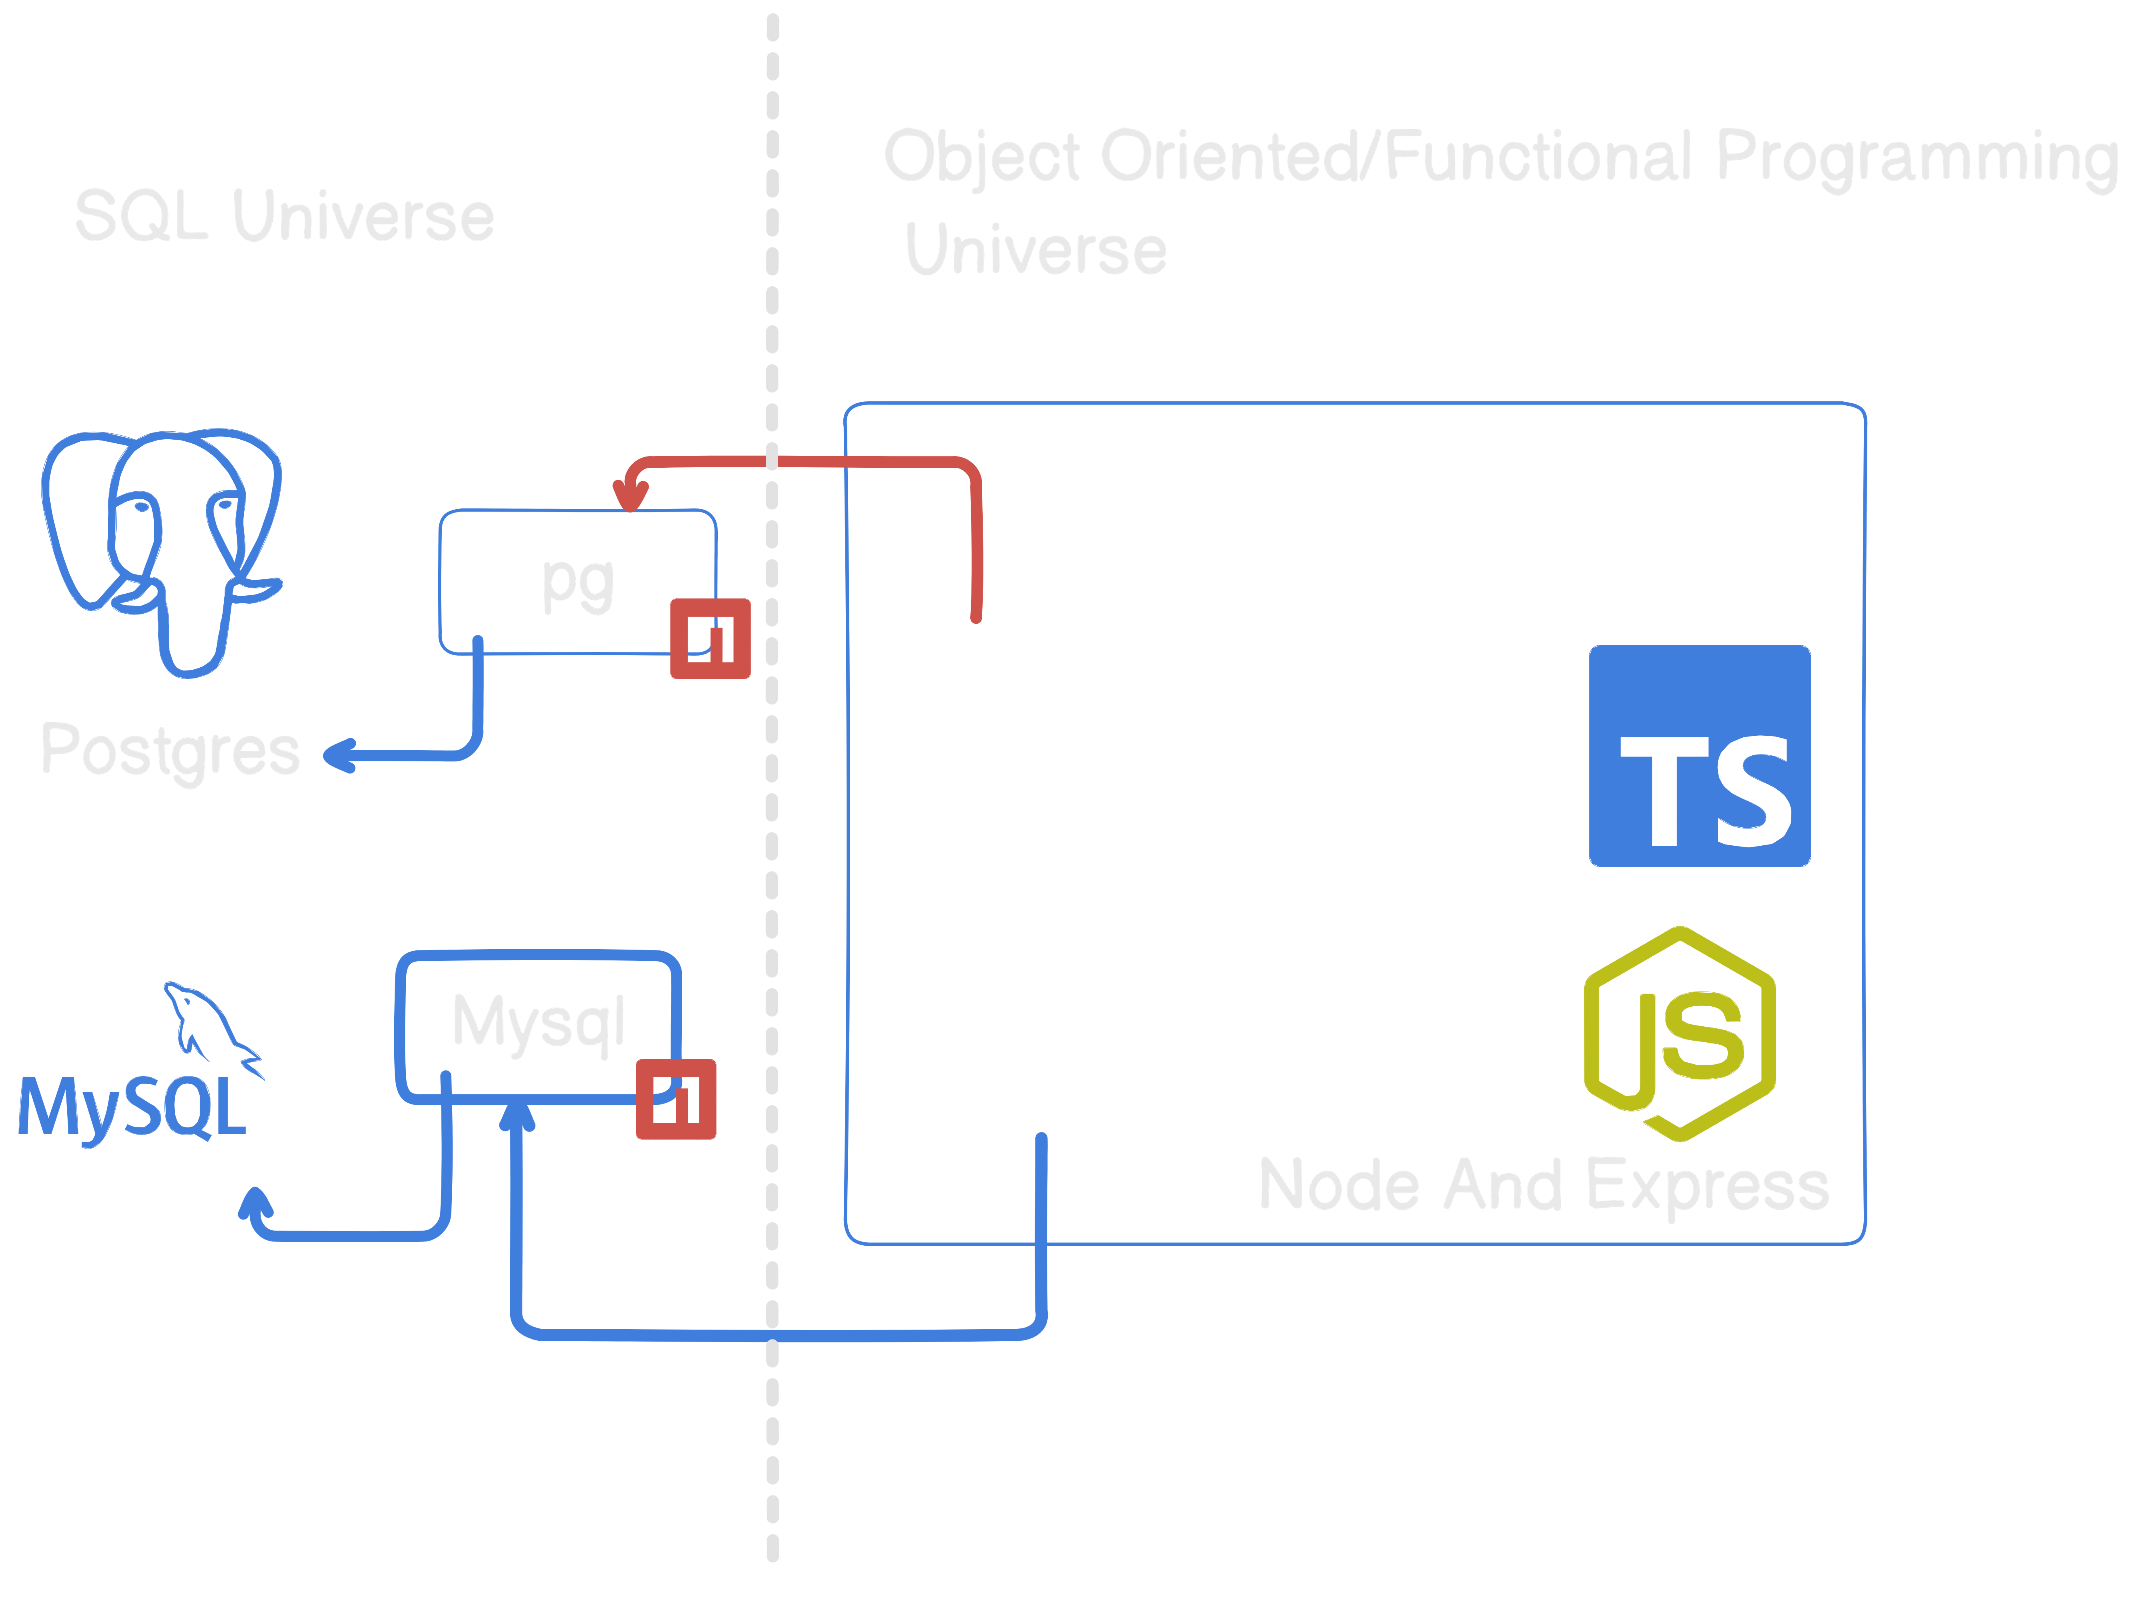 SQL Universe
Object Oriented/Functional Programming
Universe
pg
Postgres
TS
Mysql
MySQL
JS
Node And Express